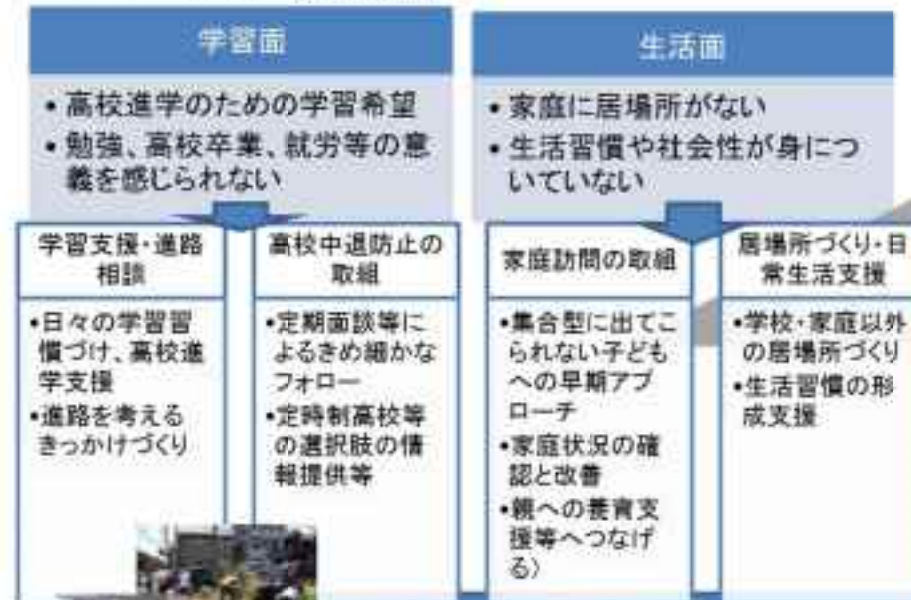 学習面
• 高校進学のための学習希望
• 勉強、高校卒業、就労等の意
義を感じられない
生活面
• 家庭に居場所がない
• 生活習慣や社会性が身につ
いていない
学習支援・進路
相談
•日々の学習習
慣づけ、高校進
学支援
•進路を考える
きっかけづくり
高校中退防止の
取組
•定期面談等に
よるきめ細かな
フォロー
•定時制高校等
の選択肢の情
報提供等
家庭訪問の取組
•集合型に出てこ
られない子ども
への早期アプ
ローチ
•家庭状況の確
認と改善
•親への養育支
援等へつなげ
る)
居場所づくり・日
常生活支援
•学校・家庭以外
の居場所づくり
•生活習慣の形
成支援